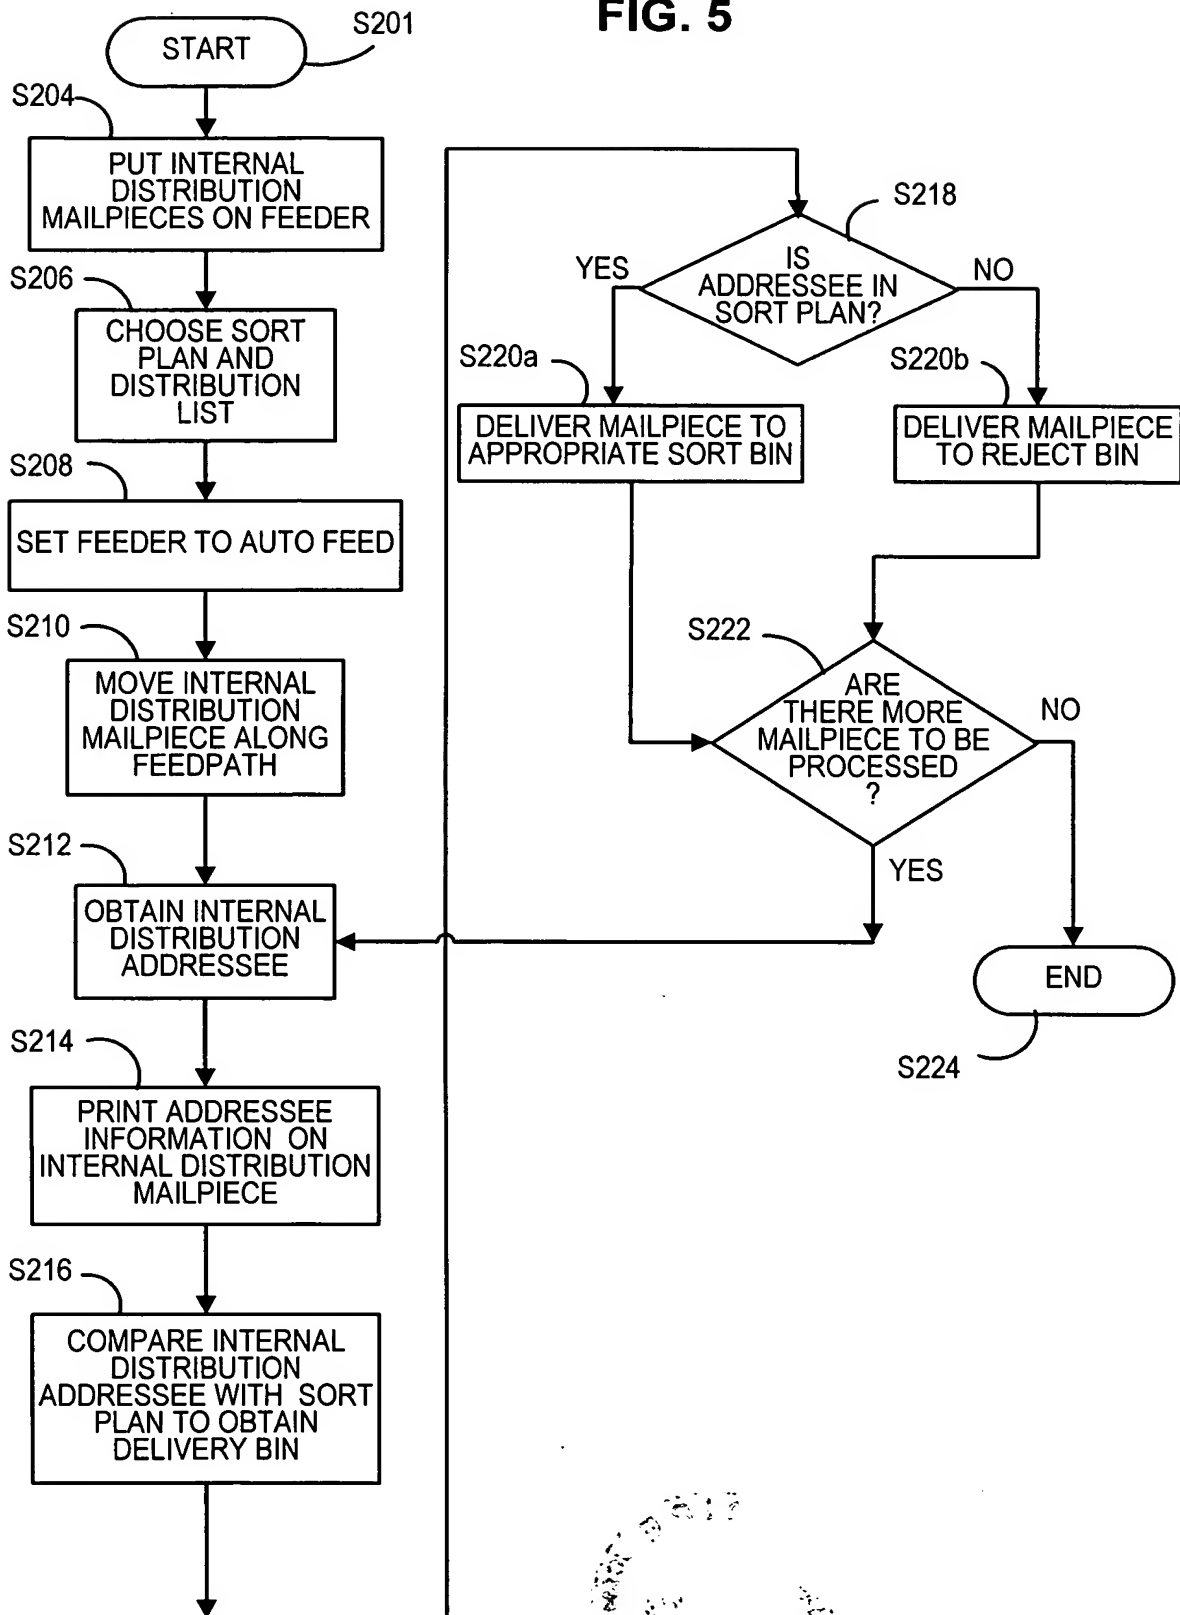 FIG. 5
START
S201
S204
PUT INTERNAL
DISTRIBUTION
MAILPIECES ON FEEDER
S206
CHOOSE SORT
PLAN AND
DISTRIBUTION
LIST
S208
SET FEEDER TO AUTO FEED
S210
MOVE INTERNAL
DISTRIBUTION
MAILPIECE ALONG
FEEDPATH
S212
OBTAIN INTERNAL
DISTRIBUTION
ADDRESSEE
S214
PRINT ADDRESSEE
INFORMATION ON
INTERNAL DISTRIBUTION
MAILPIECE
S216
COMPARE INTERNAL
DISTRIBUTION
ADDRESSEE WITH SORT
PLAN TO OBTAIN
DELIVERY BIN
S218
IS
ADDRESSEE IN
SORT PLAN?
YES
NO
S220a
DELIVER MAILPIECE TO
APPROPRIATE SORT BIN
S220b
DELIVER MAILPIECE
TO REJECT BIN
S222
ARE
THERE MORE
MAILPIECE TO BE
PROCESSED
?
NO
YES
END
S224